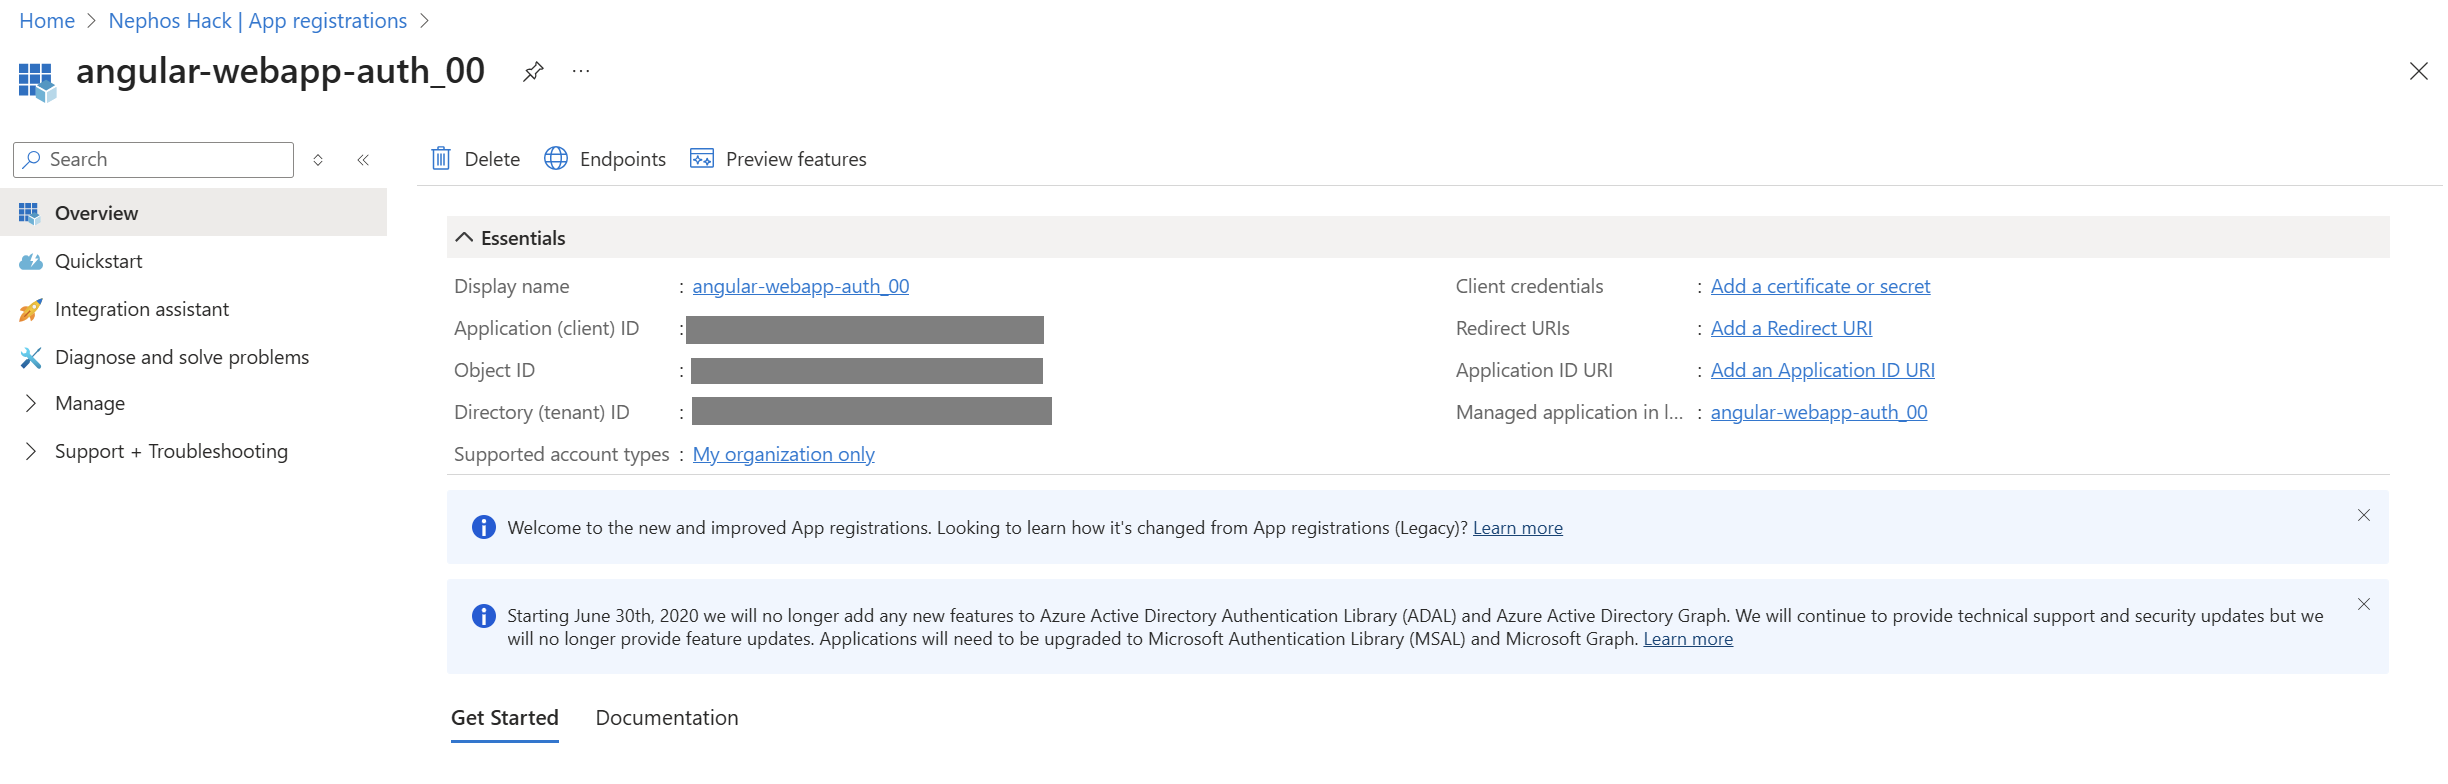 Home > Nephos Hack | App registrations >
angular-webapp-auth_00 ...
Search
Delete Endpoints Preview features
Overview
Quickstart
Integration assistant
Diagnose and solve problems
Manage
Support + Troubleshooting
Essentials
Display name : angular-webapp-auth_00
Application (client) ID :
Object ID :
Directory (tenant) ID :
Supported account types : My organization only
Client credentials : Add a certificate or secret
Redirect URIs : Add a Redirect URI
Application ID URI : Add an Application ID URI
Managed application in l... : angular-webapp-auth_00
Welcome to the new and improved App registrations. Looking to learn how it's changed from App registrations (Legacy)? Learn more
Starting June 30th, 2020 we will no longer add any new features to Azure Active Directory Authentication Library (ADAL) and Azure Active Directory Graph. We will continue to provide technical support and security updates but we
will no longer provide feature updates. Applications will need to be upgraded to Microsoft Authentication Library (MSAL) and Microsoft Graph. Learn more
Get Started Documentation